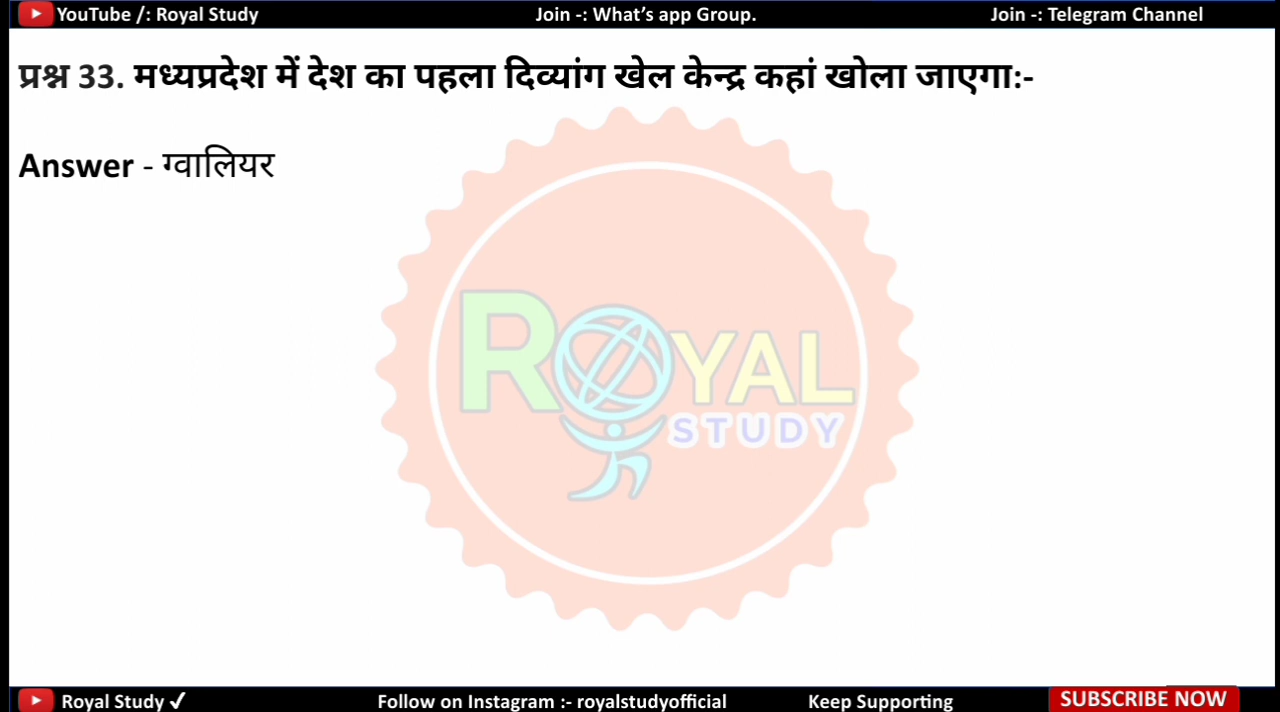 YouTube /: Royal Study
Join -: What's app Group.
Join -: Telegram Channel
प्रश्न 33. मध्यप्रदेश में देश का पहला दिव्यांग खेल केन्द्र कहां खोला जाएगा:-
Answer - ग्वालियर
ROYAL
STUDY
Royal Study ✓
Follow on Instagram :- royalstudyofficial
Keep Supporting
SUBSCRIBE NOW